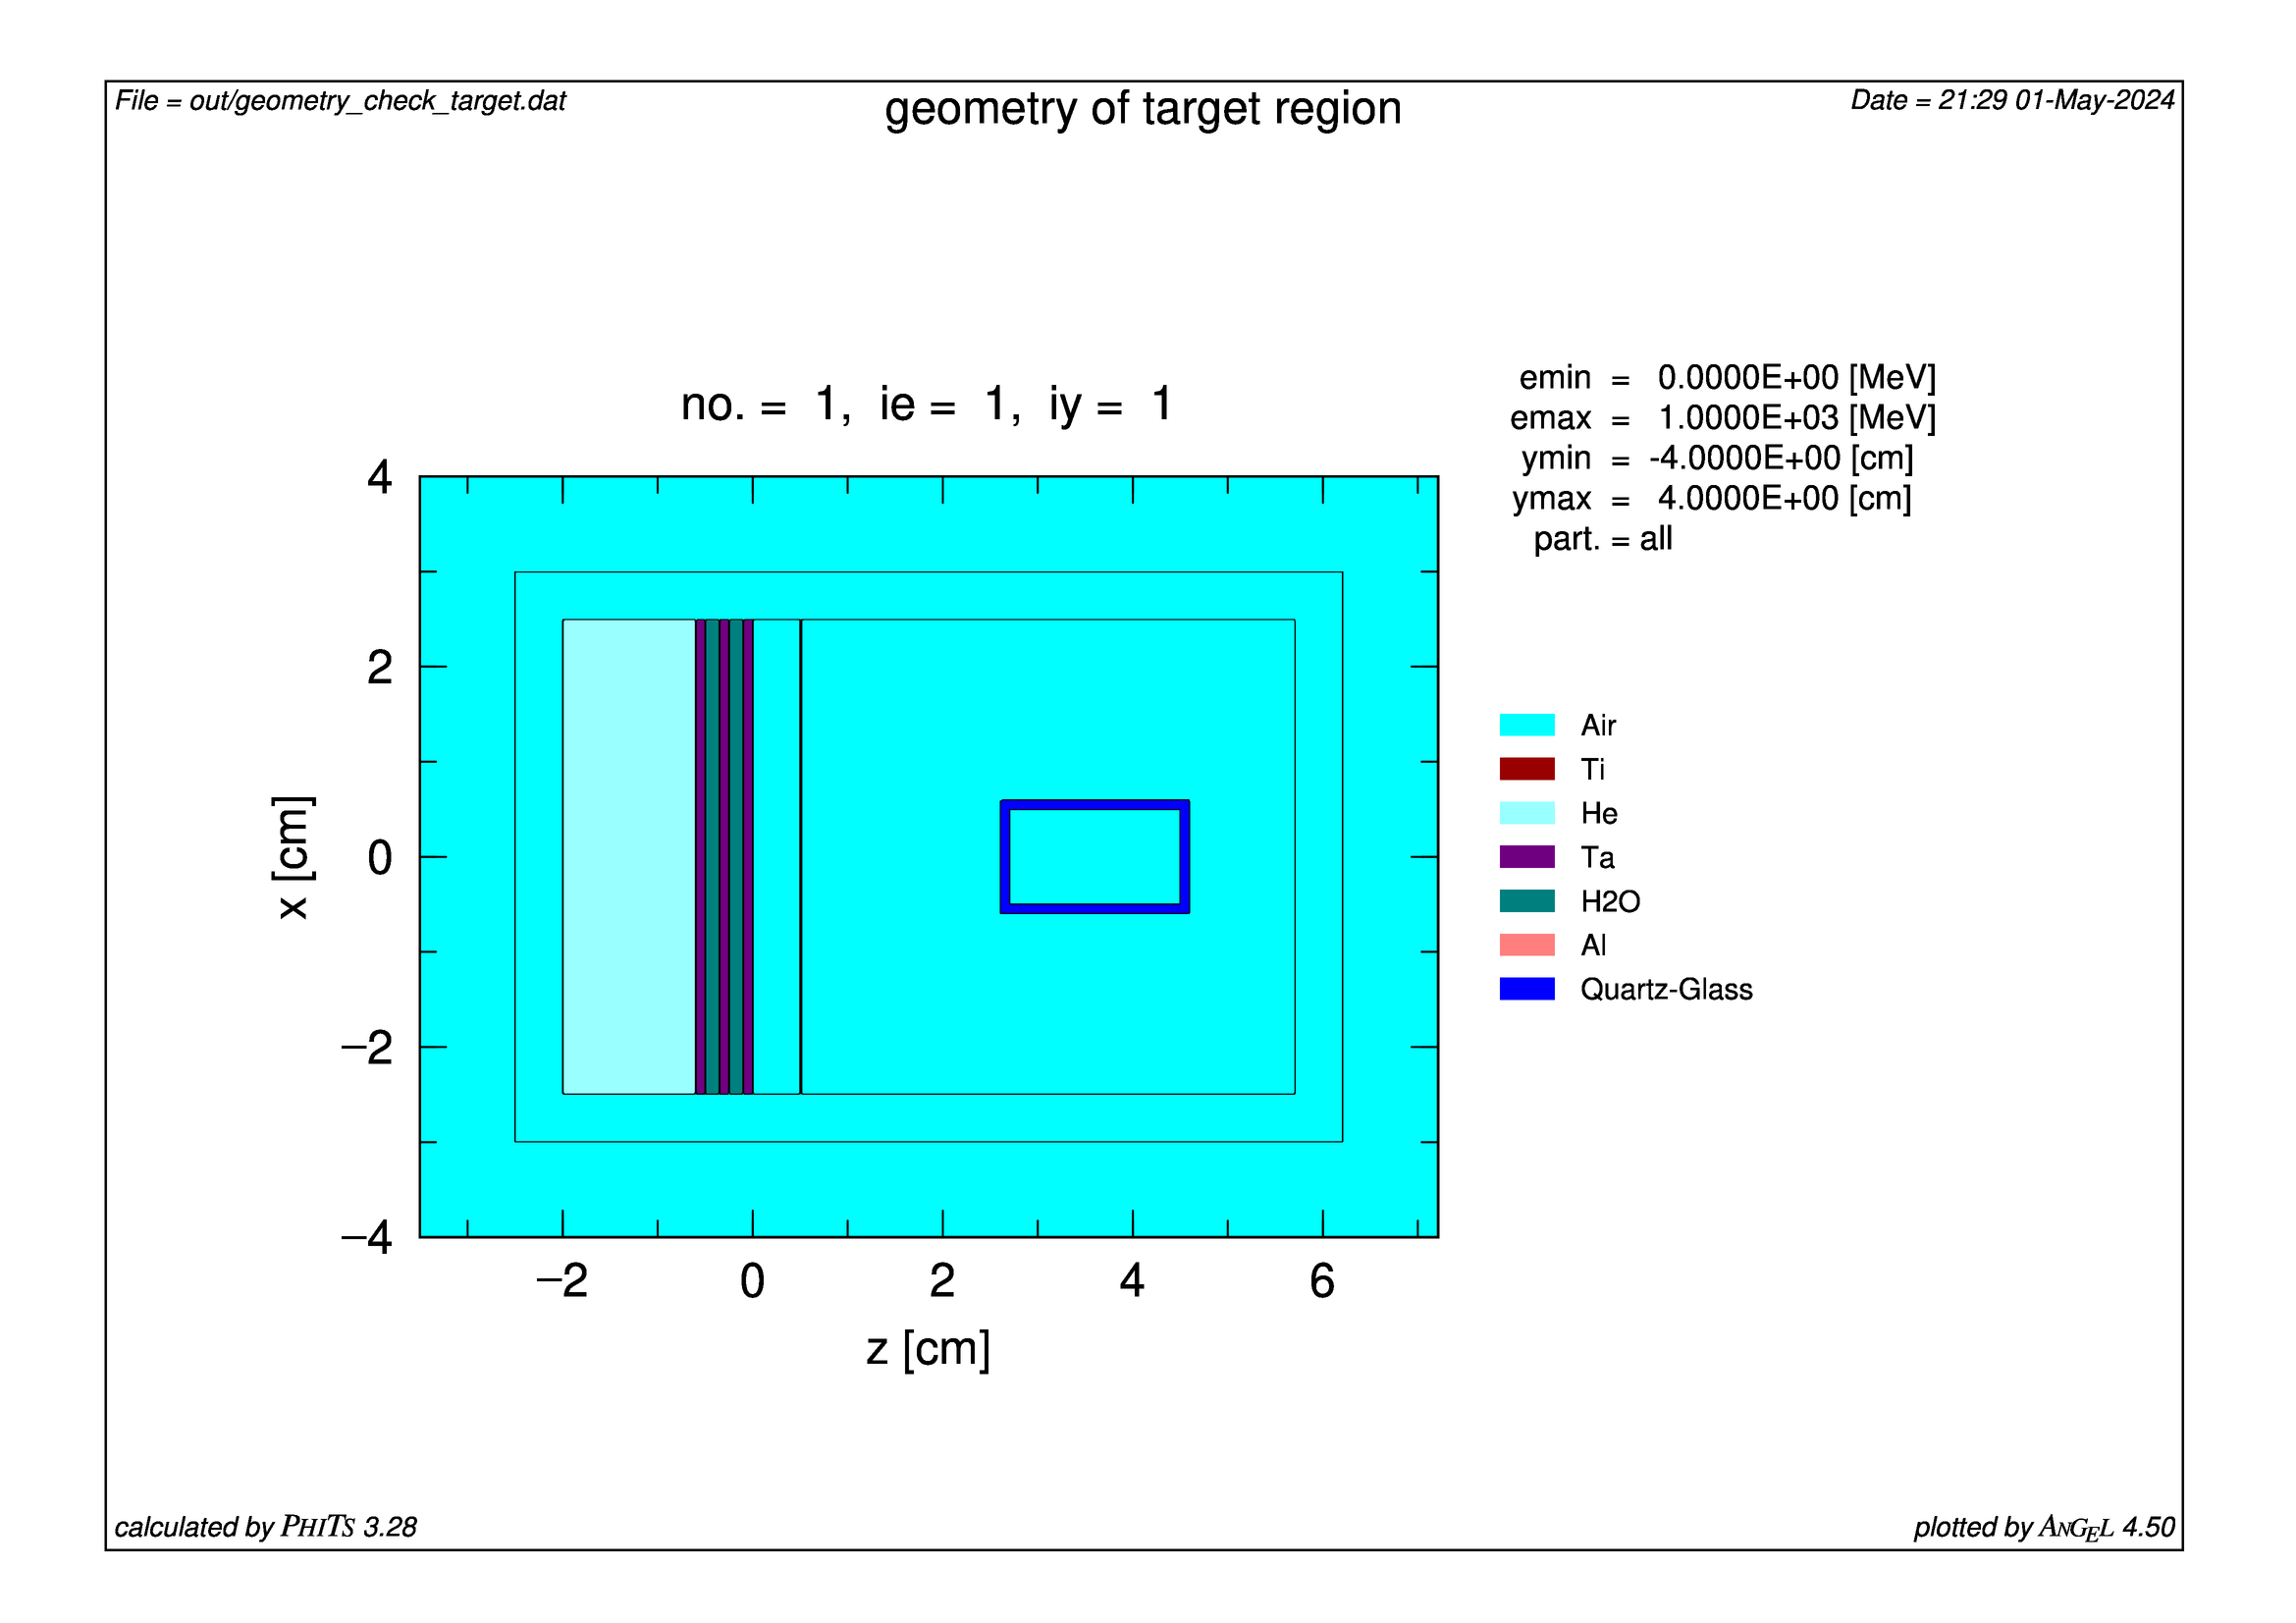 File = out/geometry_check_target.dat
geometry of target region
Date = 21:29 01-May-2024
no. = 1, ie = 1, iy = 1
emin = 0.0000E+00 [MeV]
emax = 1.0000E+03 [MeV]
ymin = -4.0000E+00 [cm]
ymax = 4.0000E+00 [cm]
part. = all
4
2
0
−2
−4
x [cm]
−2 0 2 4 6
z [cm]
Air
Ti
He
Ta
H2O
Al
Quartz-Glass
calculated by PHITS 3.28
plotted by ANGEL 4.50